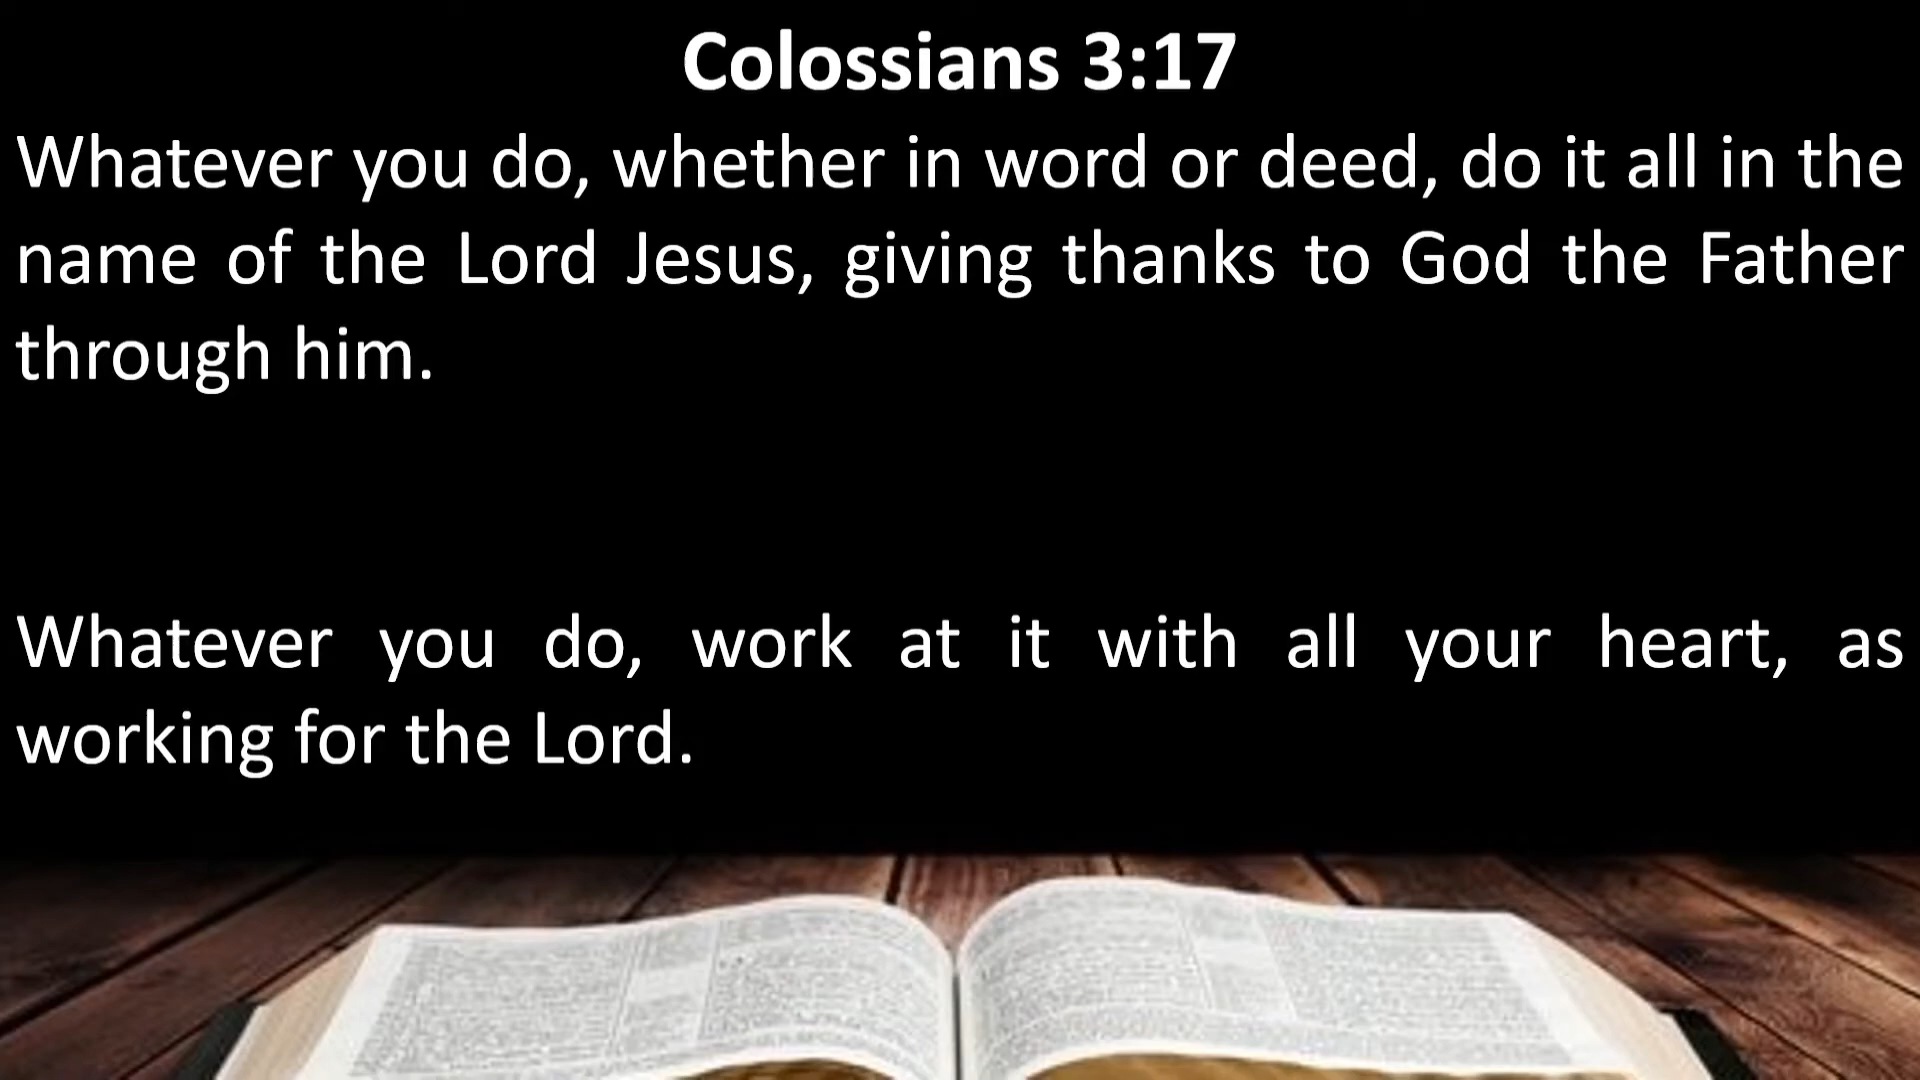 Colossians 3:17
Whatever you do, whether in word or deed, do it all in the
name of the Lord Jesus, giving thanks to God the Father
through him.
Whatever you do, work at it with all your heart, as
working for the Lord.